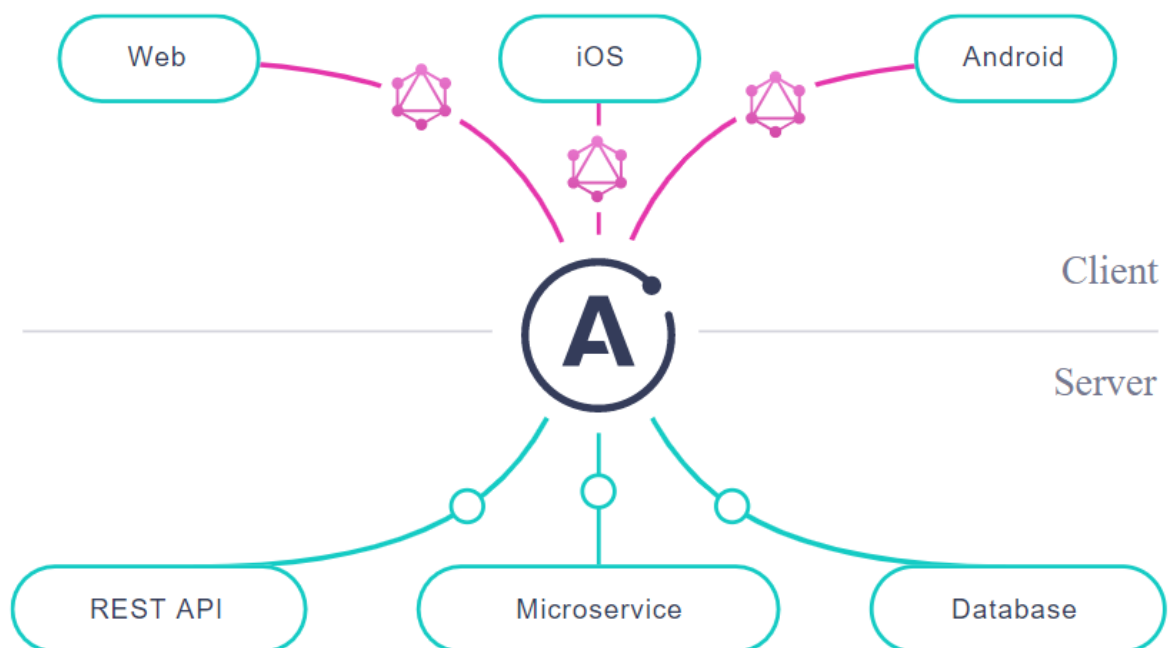 Web
iOS
Android
Client
A
Server
REST API
Microservice
Database